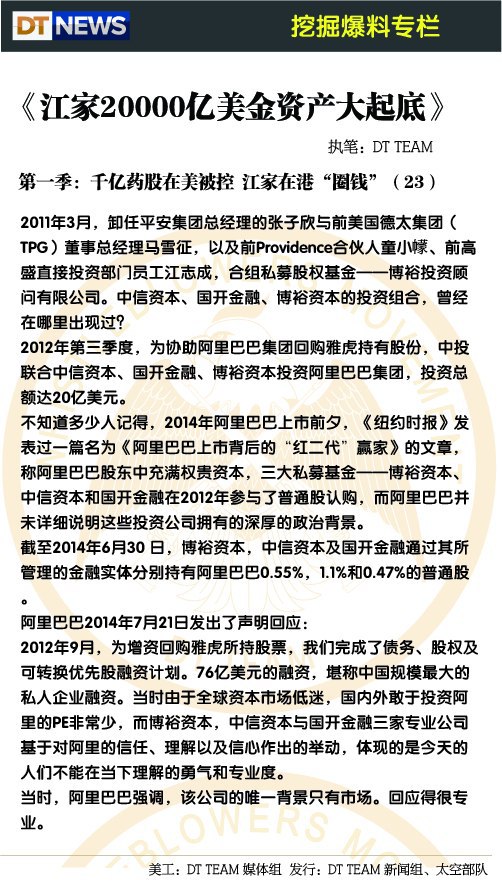 DT NEWS
挖掘爆料专栏
《江家20000亿美金资产大起底》
执笔：DT TEAM
第一季：千亿药股在美被控 江家在港“圈钱”（23）
2011年3月，卸任平安集团总经理的张子欣与前美国德太集团（
TPG）董事总经理马雪征，以及前Providence合伙人童小幪、前高
盛直接投资部门员工江志成，合组私募股权基金——博裕投资顾
问有限公司。中信资本、国开金融、博裕资本的投资组合，曾经
在哪里出现过？
2012年第三季度，为协助阿里巴巴集团回购雅虎持有股份，中投
联合中信资本、国开金融、博裕资本投资阿里巴巴集团，投资总
额达20亿美元。
不知道多少人记得，2014年阿里巴巴上市前夕，《纽约时报》发
表过一篇名为《阿里巴巴上市背后的“红二代”赢家》的文章，
称阿里巴巴股东中充满权贵资本，三大私募基金——博裕资本、
中信资本和国开金融在2012年参与了普通股认购，而阿里巴巴并
未详细说明这些投资公司拥有的深厚的政治背景。
截至2014年6月30 日，博裕资本，中信资本及国开金融通过其所
管理的金融实体分别持有阿里巴巴0.55%，1.1%和0.47%的普通股
。
阿里巴巴2014年7月21日发出了声明回应：
2012年9月，为增资回购雅虎所持股票，我们完成了债务、股权及
可转换优先股融资计划。76亿美元的融资，堪称中国规模最大的
私人企业融资。当时由于全球资本市场低迷，国内外敢于投资阿
里的PE非常少，而博裕资本，中信资本与国开金融三家专业公司
基于对阿里的信任、理解以及信心作出的举动，体现的是今天的
人们不能在当下理解的勇气和专业度。
当时，阿里巴巴强调，该公司的唯一背景只有市场。回应得很专
业。
美工：DT TEAM 媒体组 发行：DT TEAM 新闻组、太空部队